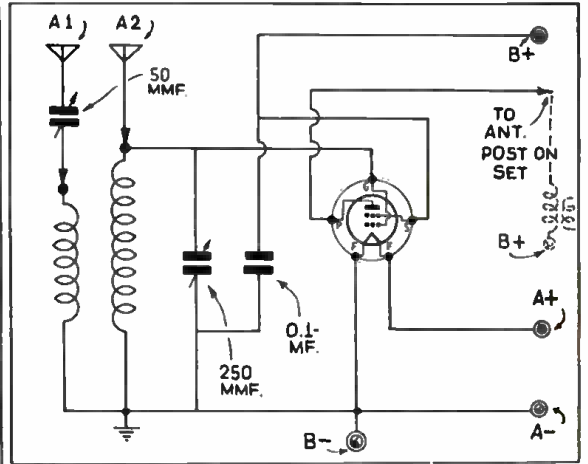 A1
A2
50
MMF.
B+
TO
ANT.
POST ON
SET
B+
G
P
F
F
A+
0.1-
MF.
250
MMF.
B-
A-